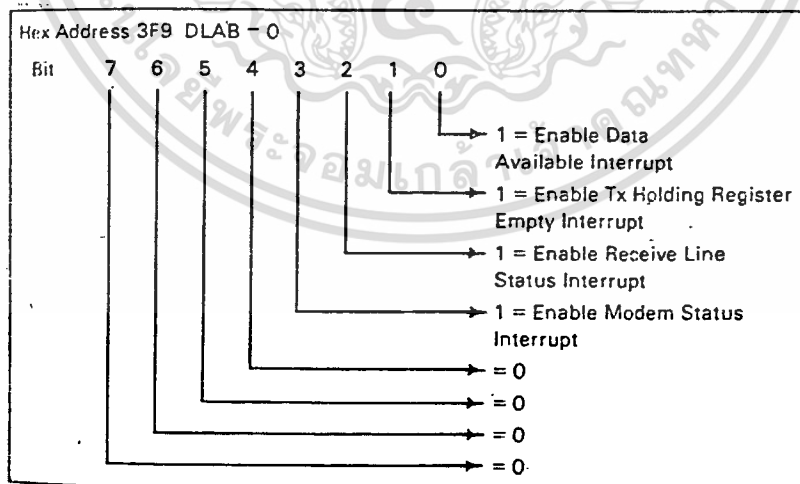 Hex Address 3F9 DLAB – 0
Bit 7 6 5 4 3 2 1 0
1 = Enable Data
Available Interrupt
1 = Enable Tx Holding Register
Empty Interrupt
1 = Enable Receive Line
Status Interrupt
1 = Enable Modem Status
Interrupt
= 0
= 0
= 0
= 0